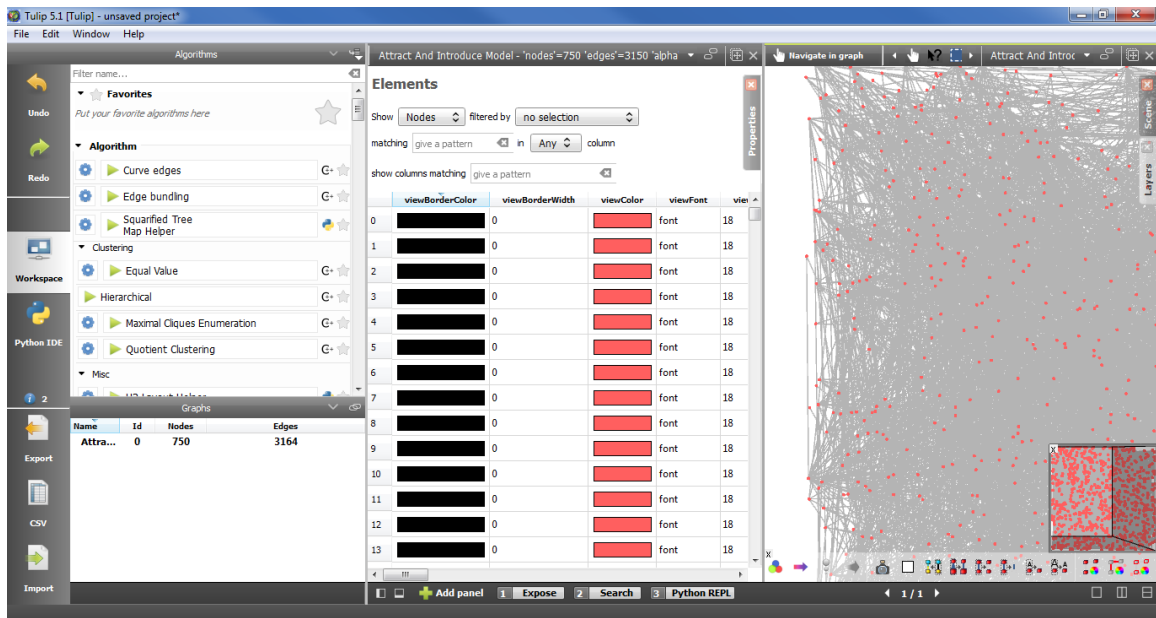 Tulip 5.1 [Tulip] - unsaved project*
File Edit Window Help
Algorithms
Attract And Introduce Model - 'nodes'=750 'edges'=3150 'alpha
Navigate in graph
Attract And Introc
Undo
Redo
Workspace
Python IDE
2
Export
CSV
Import
Filter name...
Favorites
Put your favorite algorithms here
Algorithm
Curve edges
Edge bundling
Squarified Tree
Map Helper
Clustering
Equal Value
Hierarchical
Maximal Cliques Enumeration
Quotient Clustering
Misc
Graphs
Name Id Nodes Edges
Attra... 0 750 3164
Elements
Show Nodes filtered by no selection
matching give a pattern in Any column
show columns matching give a pattern
Properties
viewBorderColor viewBorderWidth viewColor viewFont
0 0 font 18
1 0 font 18
2 0 font 18
3 0 font 18
4 0 font 18
5 0 font 18
6 0 font 18
7 0 font 18
8 0 font 18
9 0 font 18
10 0 font 18
11 0 font 18
12 0 font 18
13 0 font 18
Scene
Layers
Add panel 1 Expose 2 Search 3 Python REPL
1 / 1